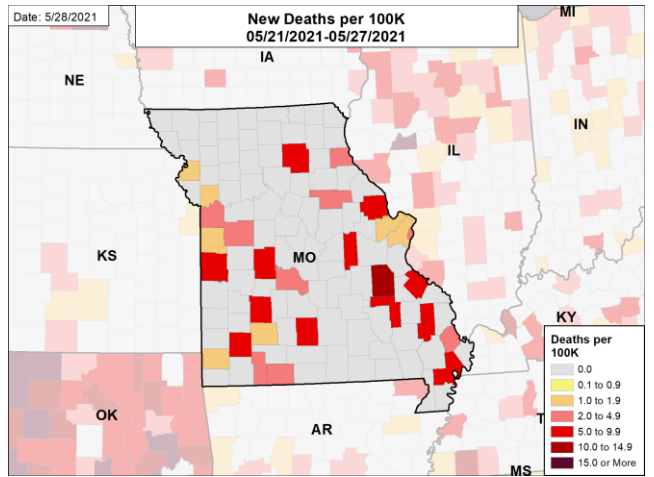 Date: 5/28/2021
New Deaths per 100K
05/21/2021-05/27/2021
MI
IA
NE
IN
IL
KS
MO
KY
OK
AR
MS
Deaths per
100K
0.0
0.1 to 0.9
1.0 to 1.9
2.0 to 4.9
5.0 to 9.9
10.0 to 14.9
15.0 or More